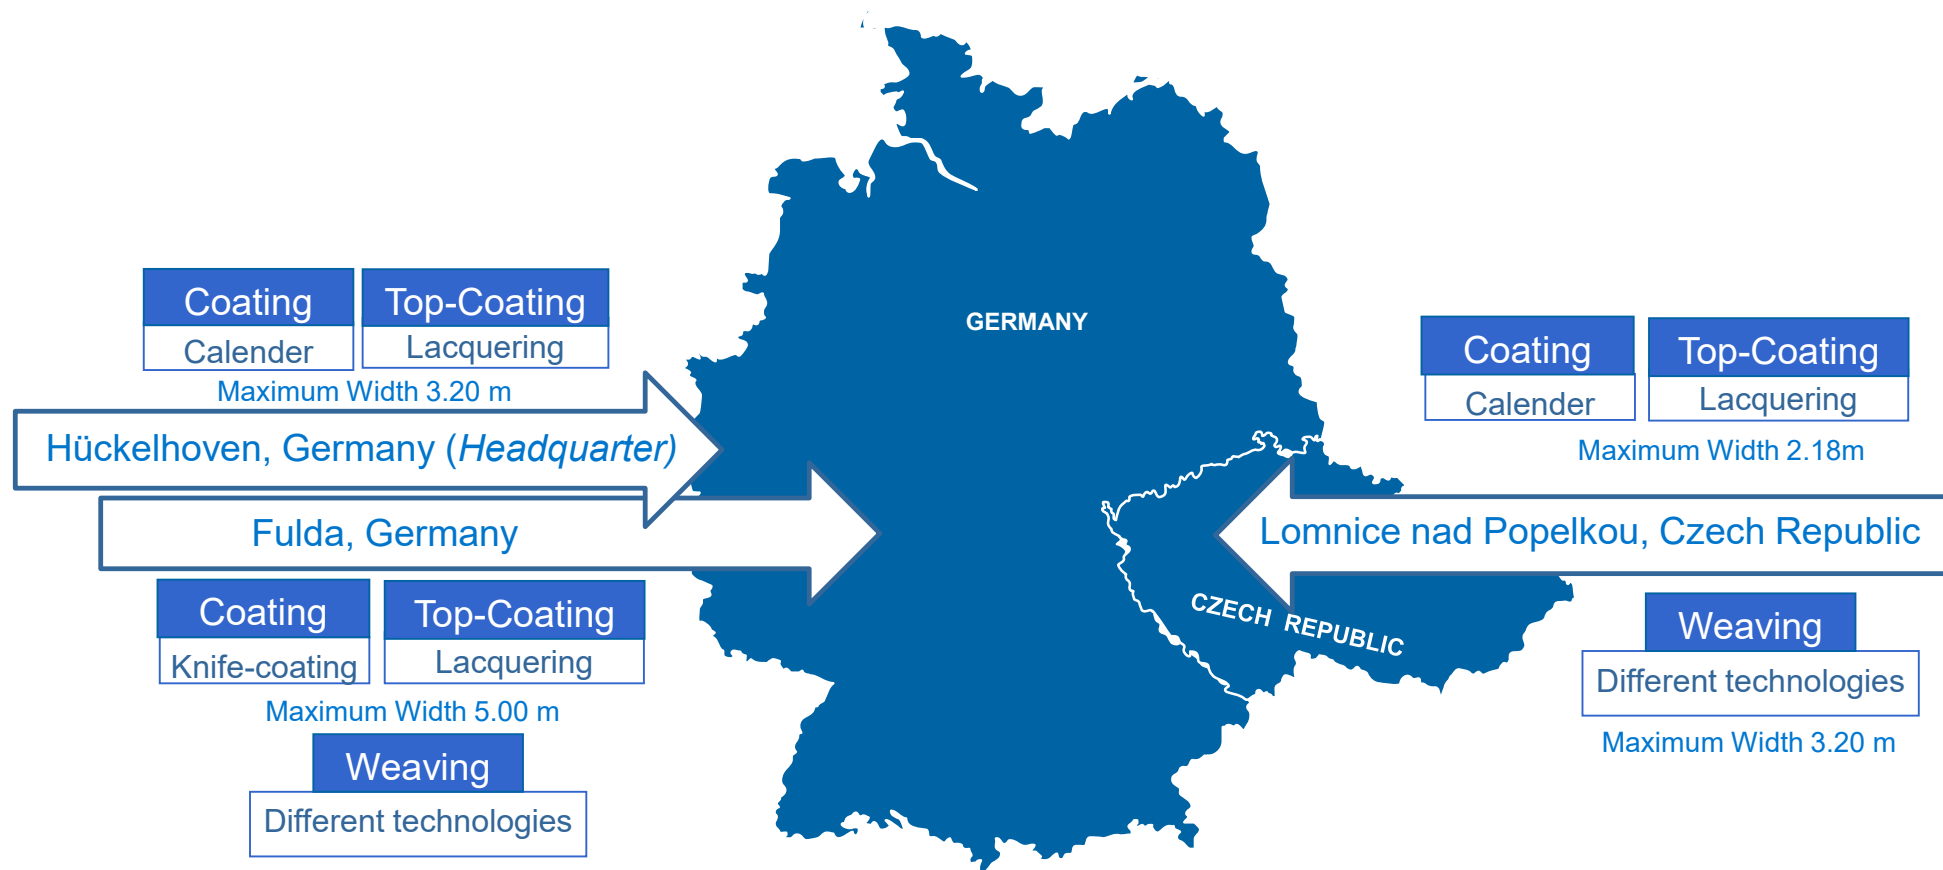 Coating
Calender
Top-Coating
Lacquering
Maximum Width 3.20 m
Hückelhoven, Germany (Headquarter)
Fulda, Germany
Coating
Knife-coating
Top-Coating
Lacquering
Maximum Width 5.00 m
Weaving
Different technologies
GERMANY
CZECH REPUBLIC
Coating
Calender
Top-Coating
Lacquering
Maximum Width 2.18m
Lomnice nad Popelkou, Czech Republic
Weaving
Different technologies
Maximum Width 3.20 m